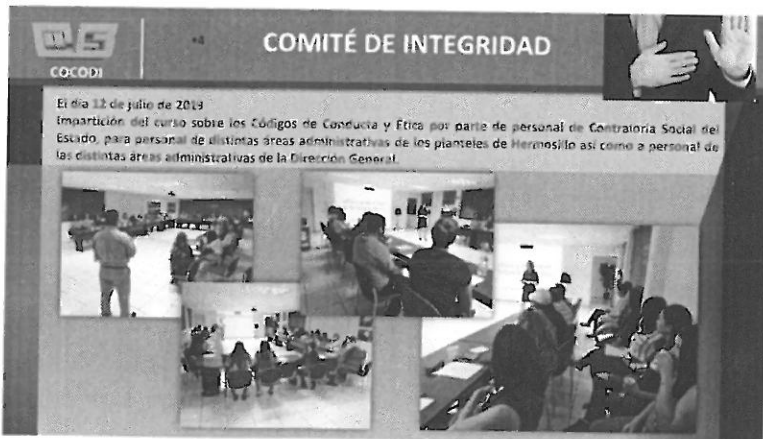 COMITÉ DE INTEGRIDAD
COCODI
El día 12 de julio de 2019
Impartición del curso sobre los Códigos de Conducta y Ética por parte de personal de Contraloría Social del
Estado, para personal de distintas áreas administrativas de los planteles de Hermosillo así como a personal de
las distintas áreas administrativas de la Dirección General.